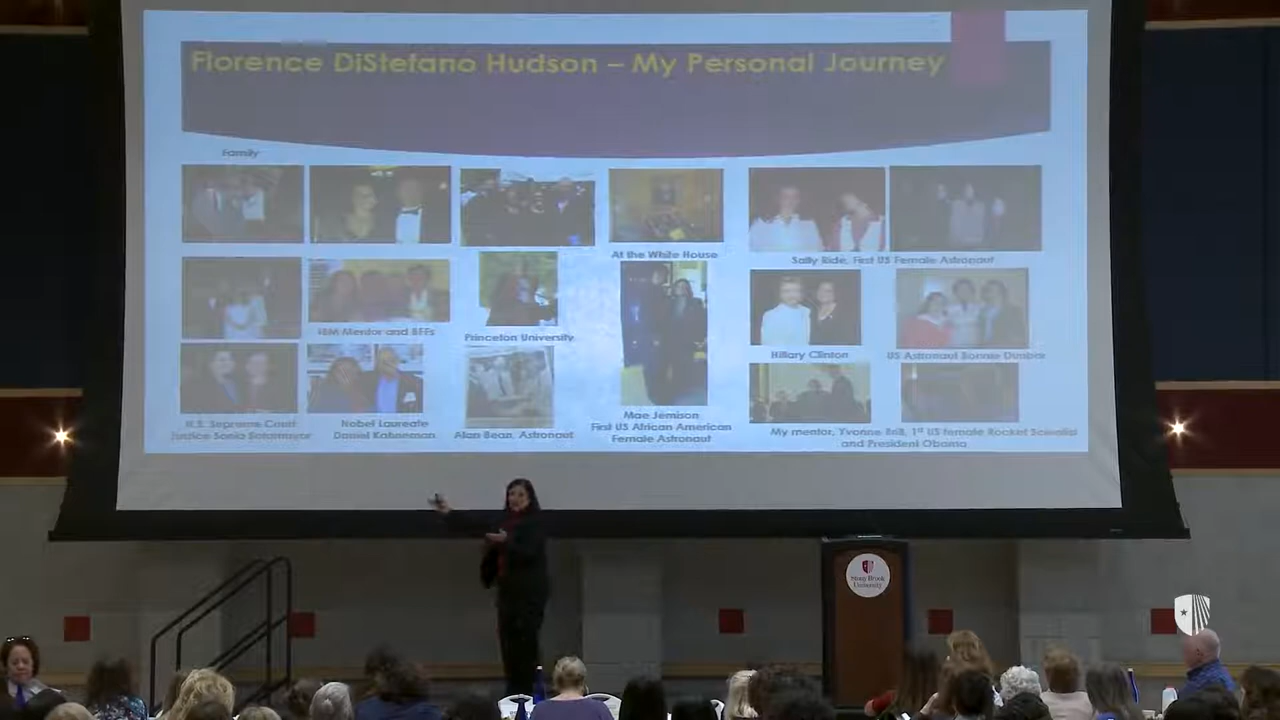 Florence DiStefano Hudson – My Personal Journey
Family
At the White House
Sally Ride, First US Female Astronaut
IBM Mentor and BFFs
Princeton University
Hillary Clinton
US Astronaut Bonnie Dunbar
U.S. Supreme Court
Justice Sonia Sotomayor
Nobel Laureate
Daniel Kahneman
Alan Bean, Astronaut
Mae Jemison
First US African American
Female Astronaut
My mentor, Yvonne Brill, 1st US female Rocket Scientist
and President Obama
Stony Brook
University